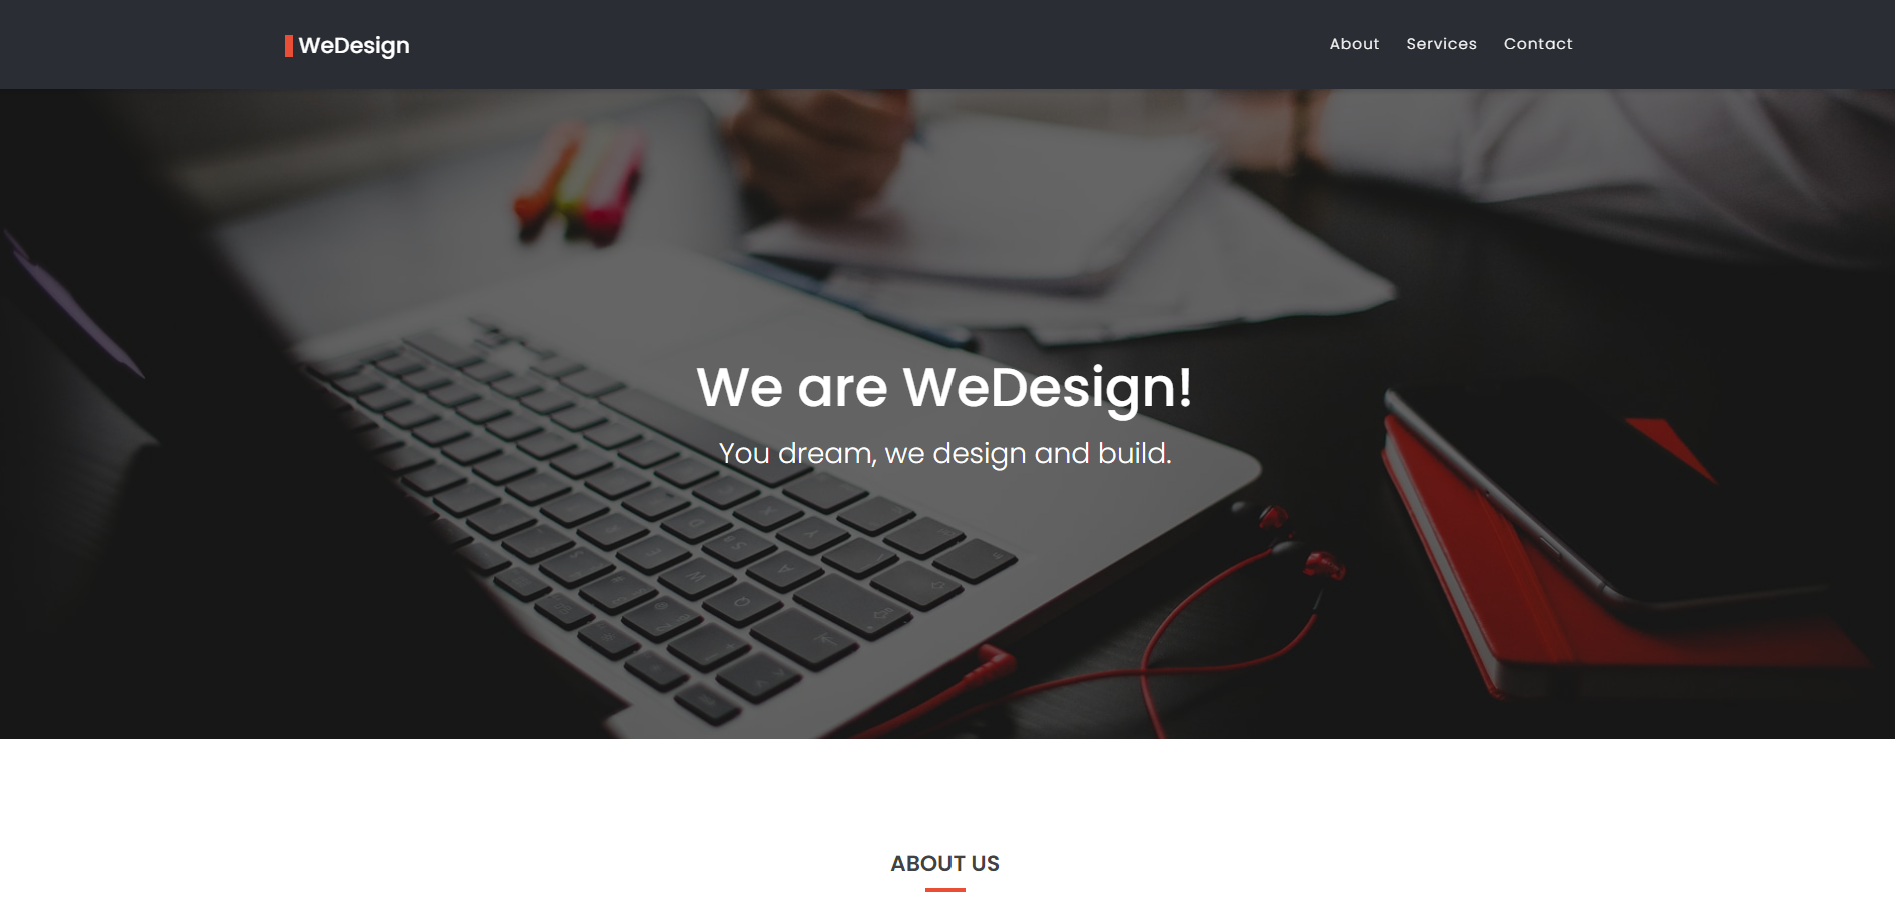 WeDesign
About Services Contact
We are WeDesign!
You dream, we design and build.
ABOUT US